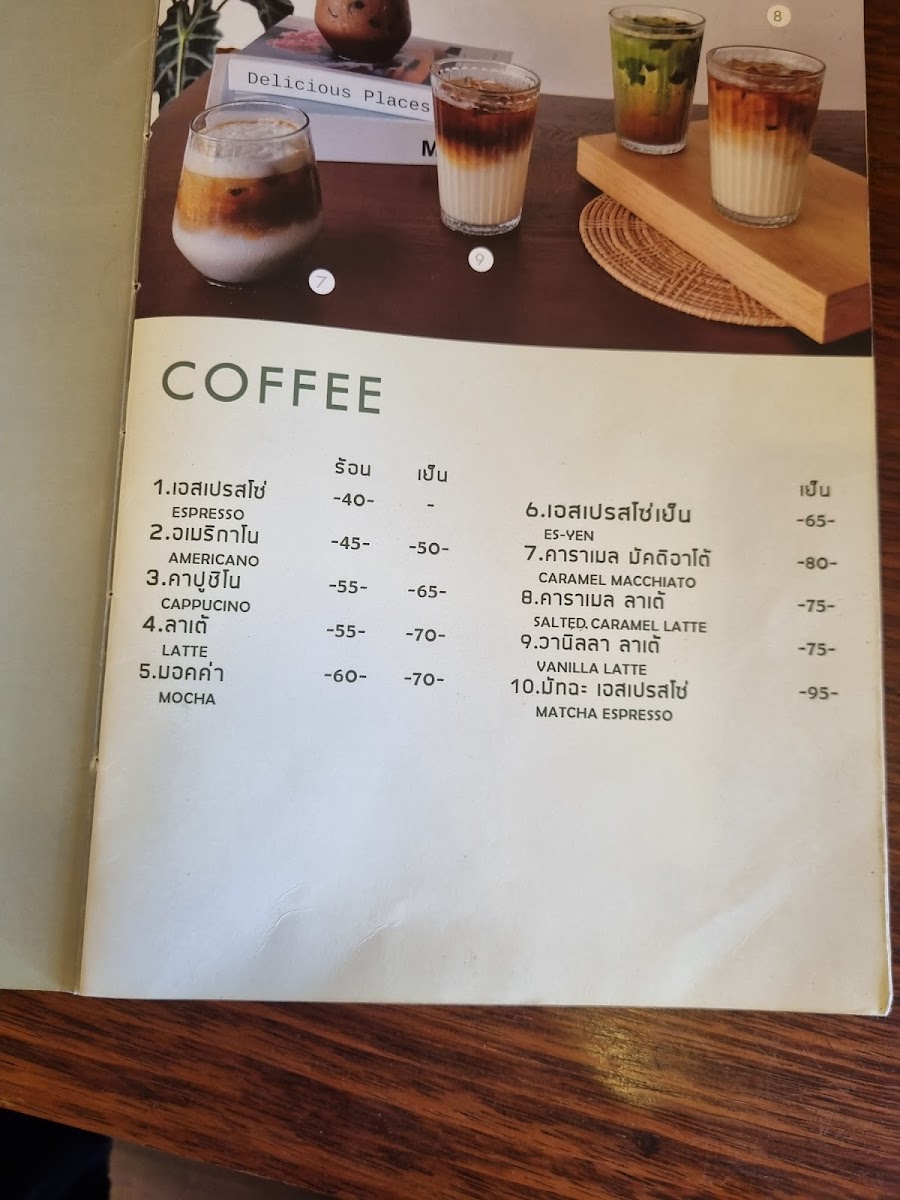 8
Delicious Places
M
7
9
COFFEE
ร้อน เย็น
1.เอสเปรสโซ่ -40- -
ESPRESSO
2.อเมริกาโน -45- -50-
AMERICANO
3.คาปูชิโน -55- -65-
CAPPUCINO
4.ลาเต้ -55- -70-
LATTE
5.มอคค่า -60- -70-
MOCHA
เย็น
6.เอสเปรสโซ่เย็น -65-
ES-YEN
7.คาราเมล มัคคิอาโต้ -80-
CARAMEL MACCHIATO
8.คาราเมล ลาเต้ -75-
SALTED CARAMEL LATTE
9.วานิลลา ลาเต้ -75-
VANILLA LATTE
10.มัทฉะ เอสเปรสโซ่ -95-
MATCHA ESPRESSO